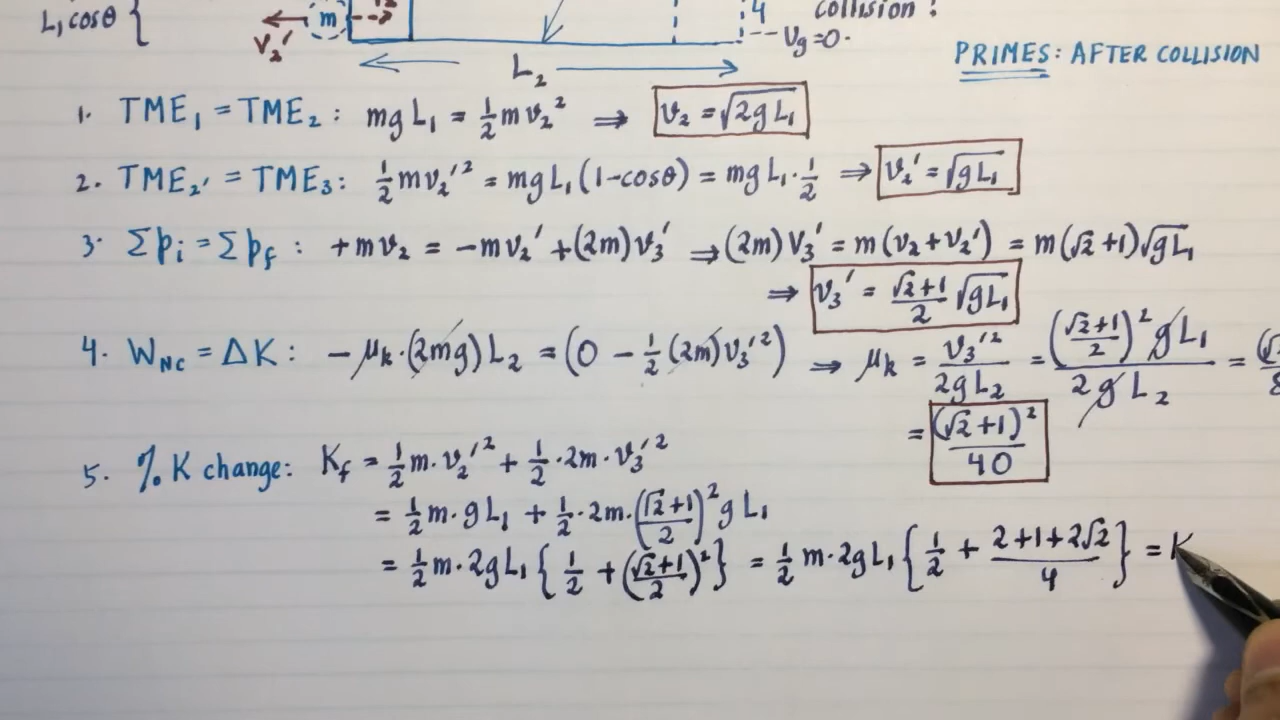 L₁cosθ {
m
V₂'
L₂
4
collision?
Vg=0.
PRIMES: AFTER COLLISION
1. TME₁ = TME₂ : mgL₁ = ½mv₂² ⇒ v₂ = √2gL₁
2. TME₂' = TME₃: ½mv₂'² = mgL₁(1-cosθ) = mgL₁·½ ⇒ v₂' = √gL₁
3. Σpᵢ = Σp_f : +mv₂ = -mv₂' + (2m)v₃' ⇒ (2m)V₃' = m(v₂+v₂') = m(√2+1)√gL₁
⇒ v₃' = (√2+1)/2 √gL₁
4. W_NC = ΔK : -μₖ·(2mg)L₂ = (0 - ½(2m)v₃'²) ⇒ μₖ = v₃'²/2gL₂ = ((√2+1)/2)²gL₁/2gL₂ =
= (√2+1)²/40
5. % K change: K_f = ½m·v₂'² + ½·2m·v₃'²
= ½m·gL₁ + ½·2m·((√2+1)/2)²gL₁
= ½m·2gL₁{½ + ((√2+1)/2)²} = ½m·2gL₁{½ + (2+1+2√2)/4} = K